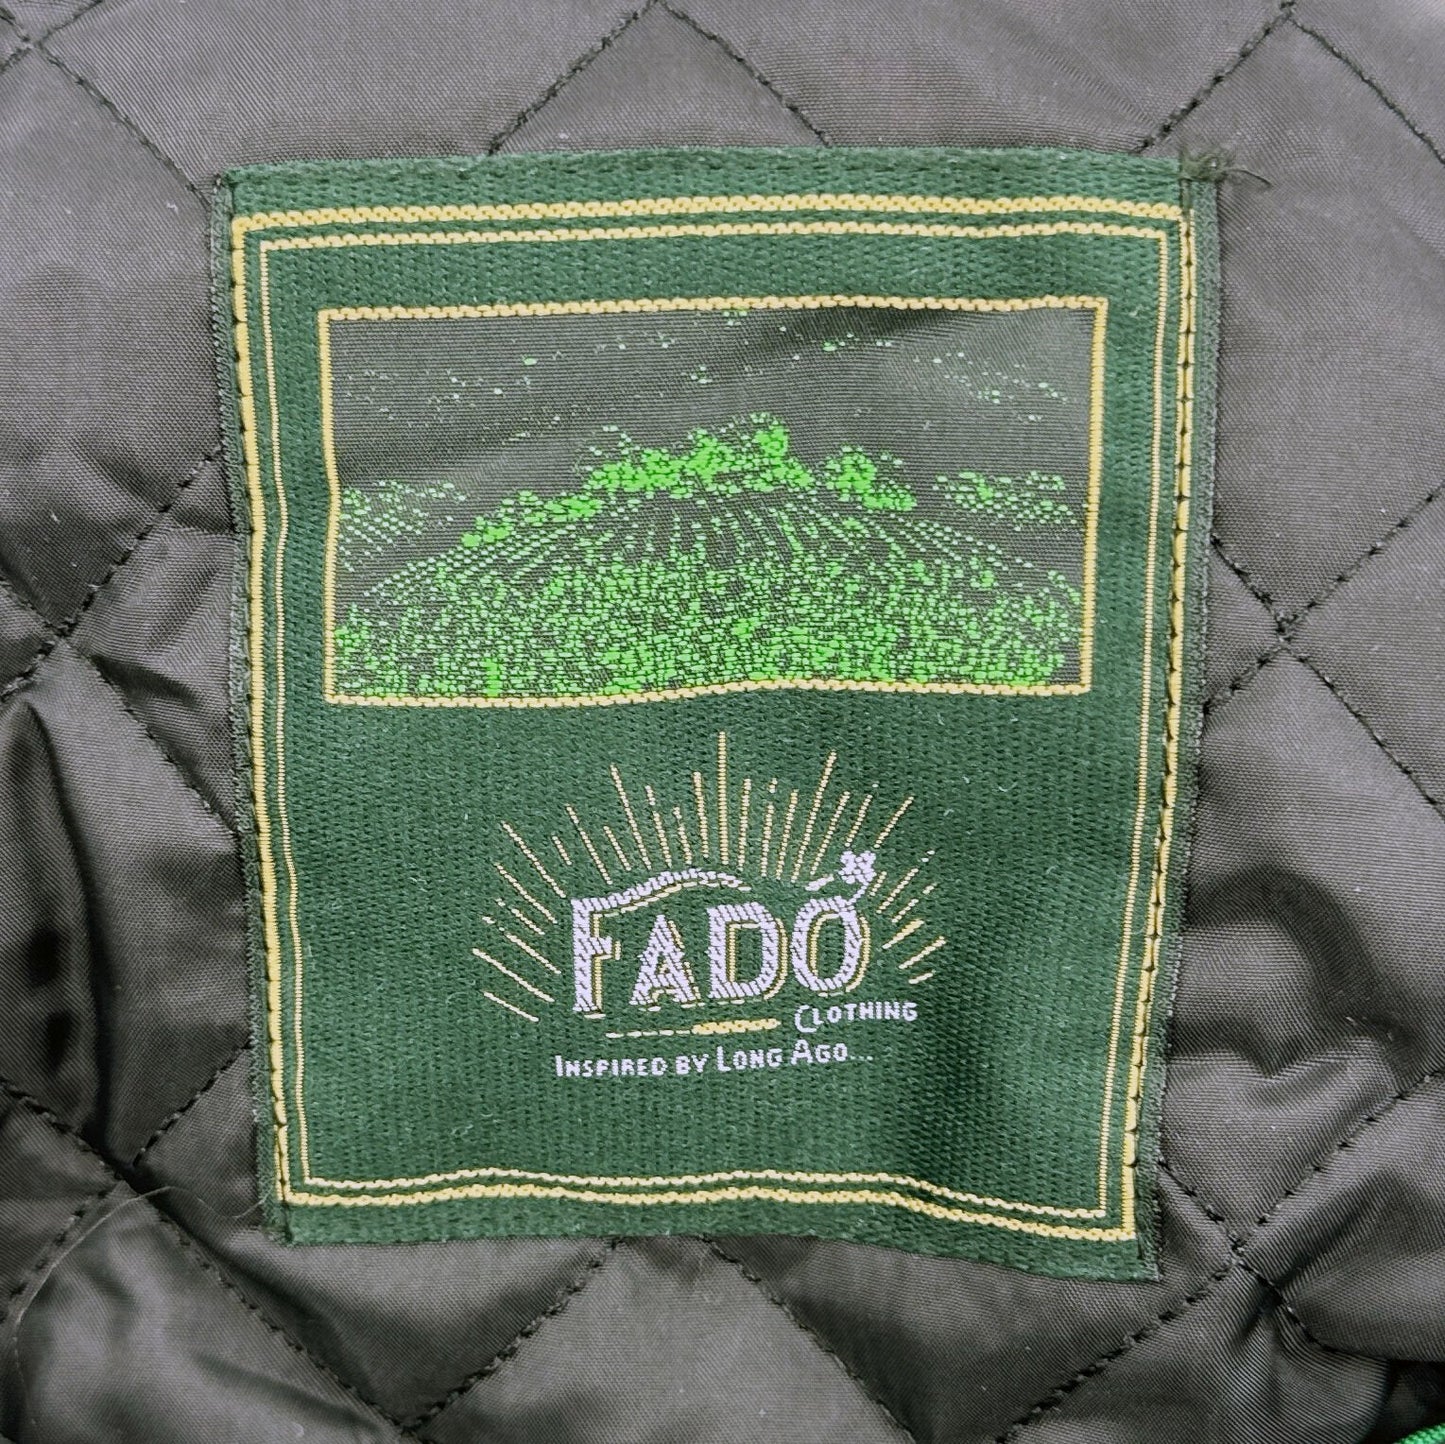 FADÓ
CLOTHING
INSPIRED BY LONG AGO...